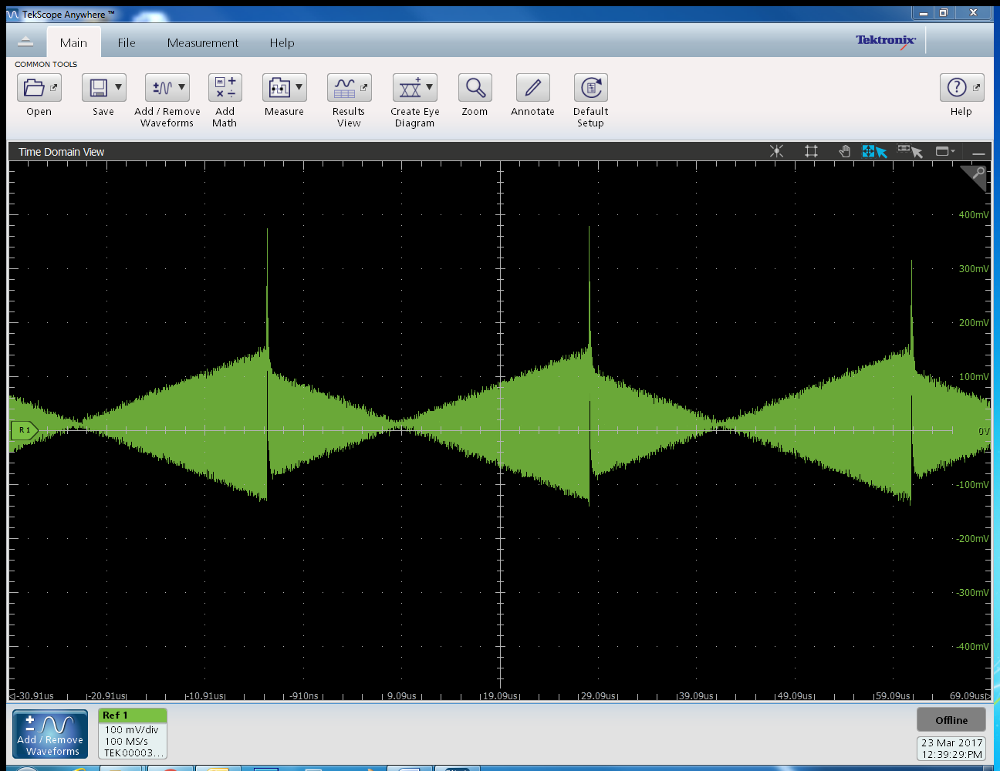 TekScope Anywhere ™
Main File Measurement Help
Tektronix
COMMON TOOLS
Open
Save
Add / Remove
Waveforms
Add
Math
Measure
Results
View
Create Eye
Diagram
Zoom
Annotate
Default
Setup
Help
Time Domain View
400mV
300mV
200mV
100mV
R 1
0V
-100mV
-200mV
-300mV
-400mV
-30.91us -20.91us -10.91us -910ns 9.09us 19.09us 29.09us 39.09us 49.09us 59.09us 69.09us
Add / Remove
Waveforms
Ref 1
100 mV/div
100 MS/s
TEK00003...
Offline
23 Mar 2017
12:39:29 PM